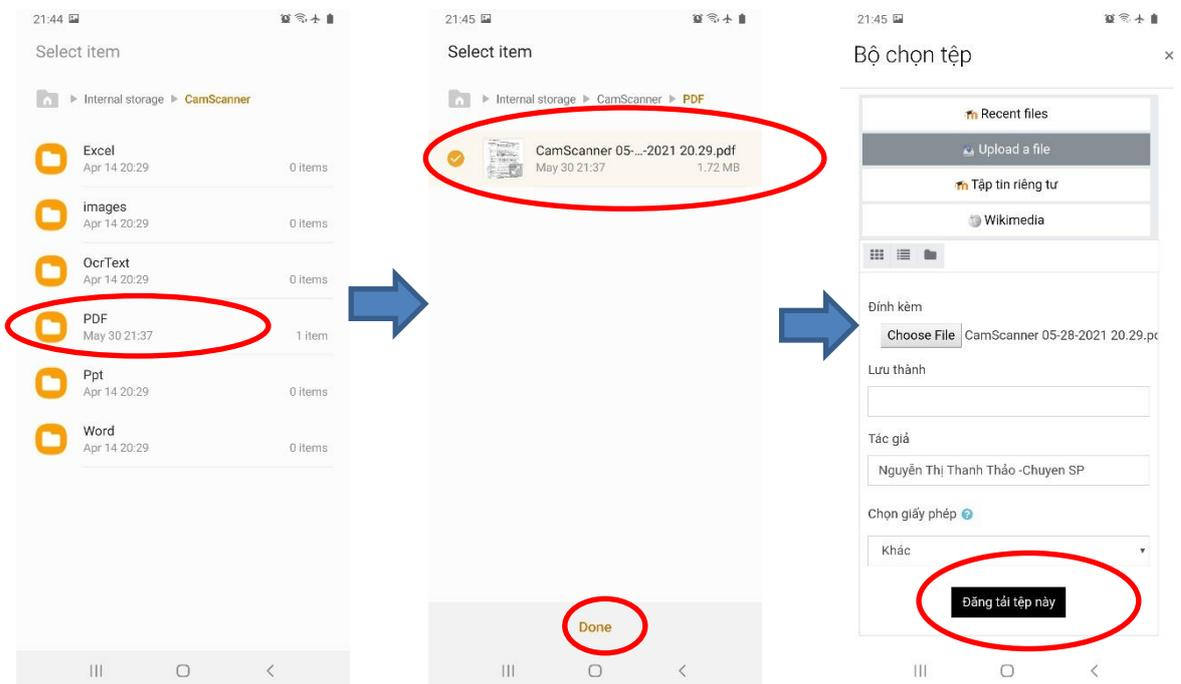 21:44
Select item
Internal storage CamScanner
Excel
Apr 14 20:29 0 items
images
Apr 14 20:29 0 items
OcrText
Apr 14 20:29 0 items
PDF
May 30 21:37 1 item
Ppt
Apr 14 20:29 0 items
Word
Apr 14 20:29 0 items
21:45
Select item
Internal storage CamScanner PDF
CamScanner 05-...-2021 20.29.pdf
May 30 21:37 1.72 MB
Done
21:45
Bộ chọn tệp ×
Recent files
Upload a file
Tập tin riêng tư
Wikimedia
Đính kèm
Choose File CamScanner 05-28-2021 20.29.pd
Lưu thành
Tác giả
Nguyễn Thị Thanh Thảo -Chuyen SP
Chọn giấy phép ?
Khác
Đăng tải tệp này